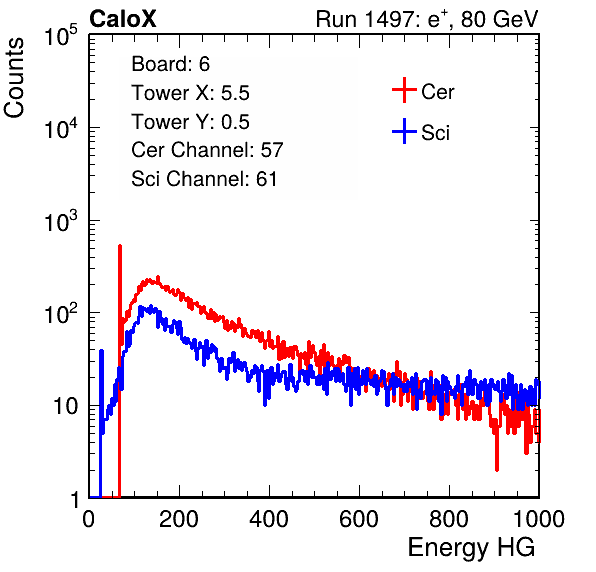 CaloX Run 1497: e⁺, 80 GeV
Counts
10⁵
10⁴
10³
10²
10
1
Board: 6
Tower X: 5.5
Tower Y: 0.5
Cer Channel: 57
Sci Channel: 61
Cer
Sci
0 200 400 600 800 1000
Energy HG